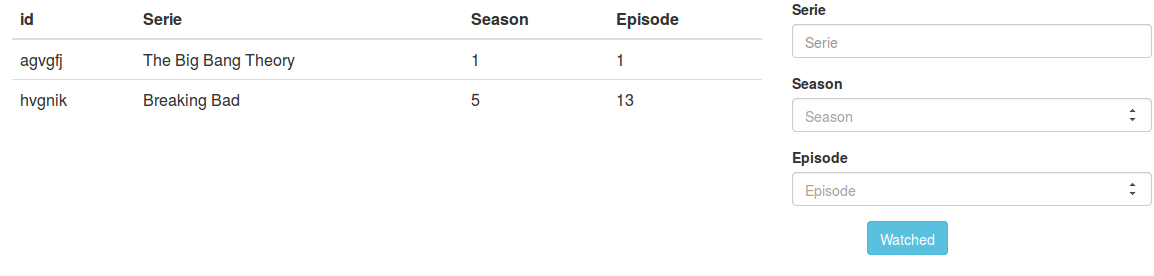 id Serie Season Episode
agvgfj The Big Bang Theory 1 1
hvgnik Breaking Bad 5 13
Serie
Serie
Season
Season
Episode
Episode
Watched